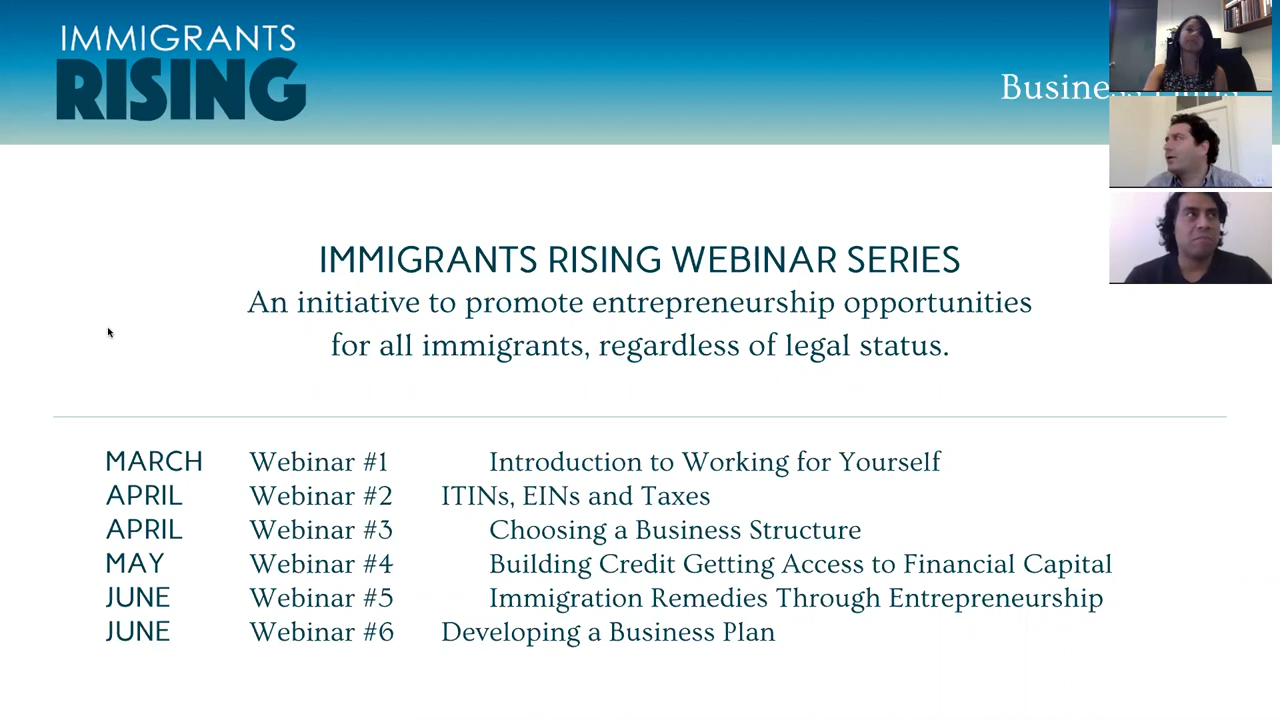 IMMIGRANTS
RISING
IMMIGRANTS RISING WEBINAR SERIES
An initiative to promote entrepreneurship opportunities
for all immigrants, regardless of legal status.
MARCH Webinar #1 Introduction to Working for Yourself
APRIL Webinar #2 ITINs, EINs and Taxes
APRIL Webinar #3 Choosing a Business Structure
MAY Webinar #4 Building Credit Getting Access to Financial Capital
JUNE Webinar #5 Immigration Remedies Through Entrepreneurship
JUNE Webinar #6 Developing a Business Plan